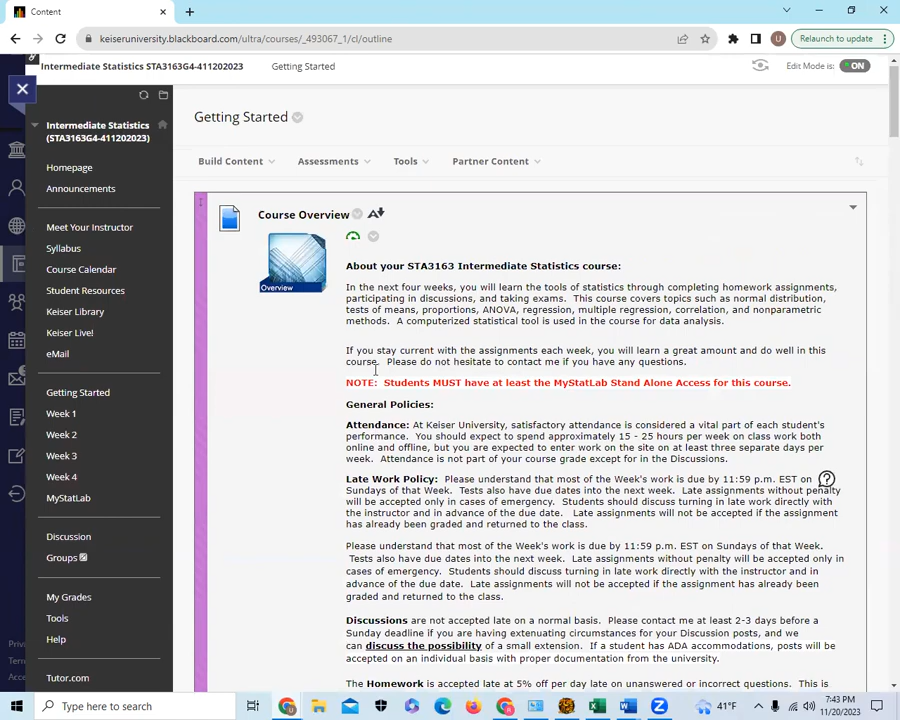 Content
keiseruniversity.blackboard.com/ultra/courses/_493067_1/cl/outline
U
Relaunch to update
Intermediate Statistics STA3163G4-411202023
Getting Started
Edit Mode is:
ON
Intermediate Statistics
(STA3163G4-411202023)
Homepage
Announcements
Meet Your Instructor
Syllabus
Course Calendar
Student Resources
Keiser Library
Keiser Live!
eMail
Getting Started
Week 1
Week 2
Week 3
Week 4
MyStatLab
Discussion
Groups
My Grades
Tools
Help
Tutor.com
Priva
Term
Acce
Getting Started
Build Content
Assessments
Tools
Partner Content
Course Overview
Overview
About your STA3163 Intermediate Statistics course:
In the next four weeks, you will learn the tools of statistics through completing homework assignments,
participating in discussions, and taking exams.  This course covers topics such as normal distribution,
tests of means, proportions, ANOVA, regression, multiple regression, correlation, and nonparametric
methods.  A computerized statistical tool is used in the course for data analysis.
If you stay current with the assignments each week, you will learn a great amount and do well in this
course.  Please do not hesitate to contact me if you have any questions.
NOTE:  Students MUST have at least the MyStatLab Stand Alone Access for this course.
General Policies:
Attendance: At Keiser University, satisfactory attendance is considered a vital part of each student's
performance.  You should expect to spend approximately 15 - 25 hours per week on class work both
online and offline, but you are expected to enter work on the site on at least three separate days per
week.  Attendance is not part of your course grade except for in the Discussions.
Late Work Policy:  Please understand that most of the Week's work is due by 11:59 p.m. EST on
Sundays of that Week.  Tests also have due dates into the next week.  Late assignments without penalty
will be accepted only in cases of emergency.  Students should discuss turning in late work directly with
the instructor and in advance of the due date.  Late assignments will not be accepted if the assignment
has already been graded and returned to the class.
Please understand that most of the Week's work is due by 11:59 p.m. EST on Sundays of that Week.
Tests also have due dates into the next week.  Late assignments without penalty will be accepted only in
cases of emergency.  Students should discuss turning in late work directly with the instructor and in
advance of the due date.  Late assignments will not be accepted if the assignment has already been
graded and returned to the class.
Discussions are not accepted late on a normal basis.  Please contact me at least 2-3 days before a
Sunday deadline if you are having extenuating circumstances for your Discussion posts, and we
can discuss the possibility of a small extension.  If a student has ADA accommodations, posts will be
accepted on an individual basis with proper documentation from the university.
The Homework is accepted late at 5% off per day late on unanswered or incorrect questions.  This is
Type here to search
41°F
7:43 PM
11/20/2023